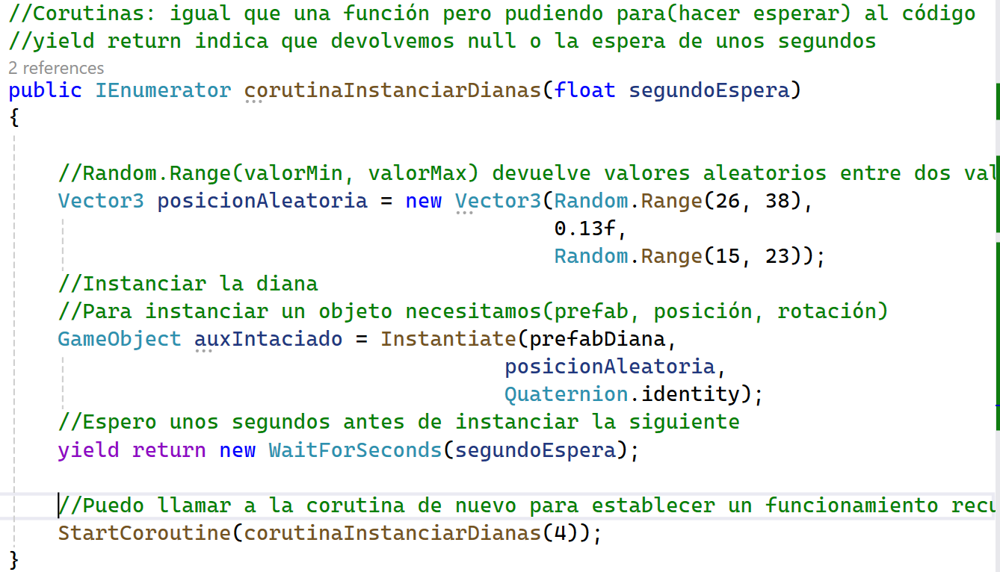 //Corutinas: igual que una función pero pudiendo para(hacer esperar) al código
//yield return indica que devolvemos null o la espera de unos segundos
2 references
public IEnumerator corutinaInstanciarDianas(float segundoEspera)
{
//Random.Range(valorMin, valorMax) devuelve valores aleatorios entre dos val
Vector3 posicionAleatoria = new Vector3(Random.Range(26, 38),
0.13f,
Random.Range(15, 23));
//Instanciar la diana
//Para instanciar un objeto necesitamos(prefab, posición, rotación)
GameObject auxIntaciado = Instantiate(prefabDiana,
posicionAleatoria,
Quaternion.identity);
//Espero unos segundos antes de instanciar la siguiente
yield return new WaitForSeconds(segundoEspera);
//Puedo llamar a la corutina de nuevo para establecer un funcionamiento recu
StartCoroutine(corutinaInstanciarDianas(4));
}